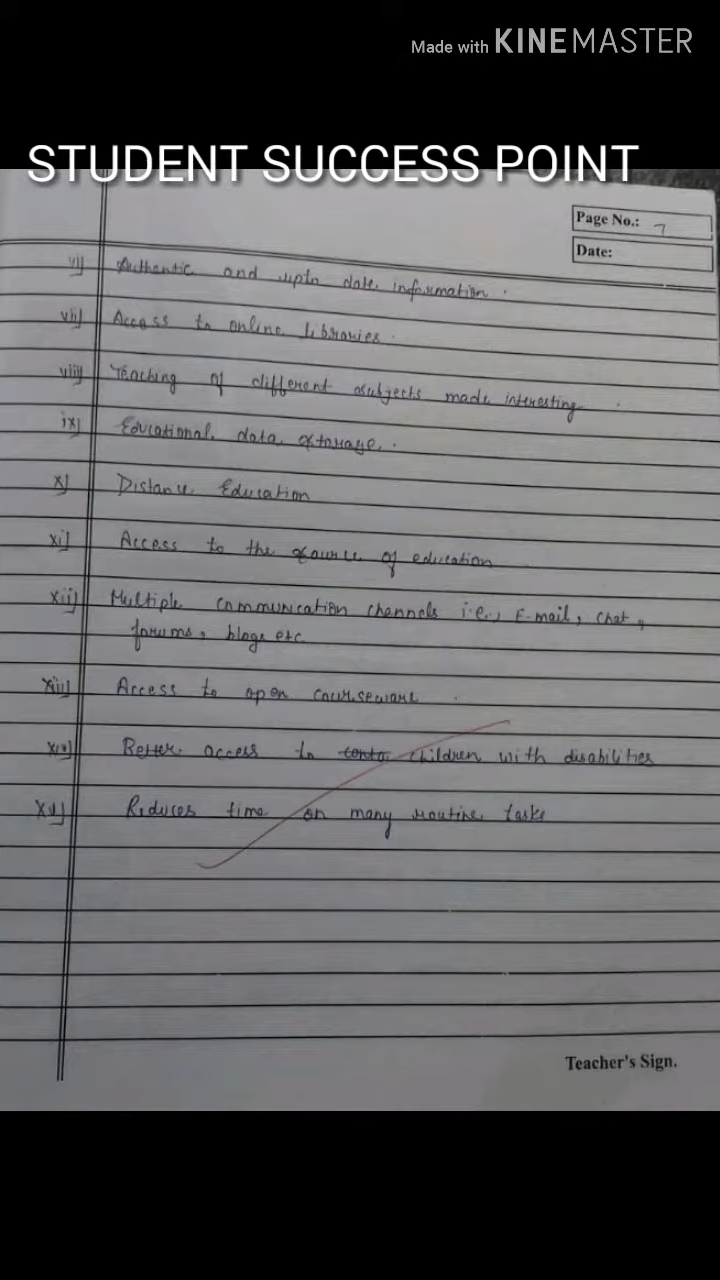 Made with KINEMASTER
STUDENT SUCCESS POINT
Page No.: 7
Date:
vi) Authentic and upto date information.
vii) Access to online libraries.
viii) Teaching of different subjects made interesting.
ix) Educational data storage.
x) Distance Education
xi) Access to the source of education
xii) Multiple communication channels i.e., E-mail, chat,
forums, blogs etc
xiii) Access to open courseware.
xiv) Better access to children with disabilities
xv) Reduces time on many routine tasks
Teacher's Sign.